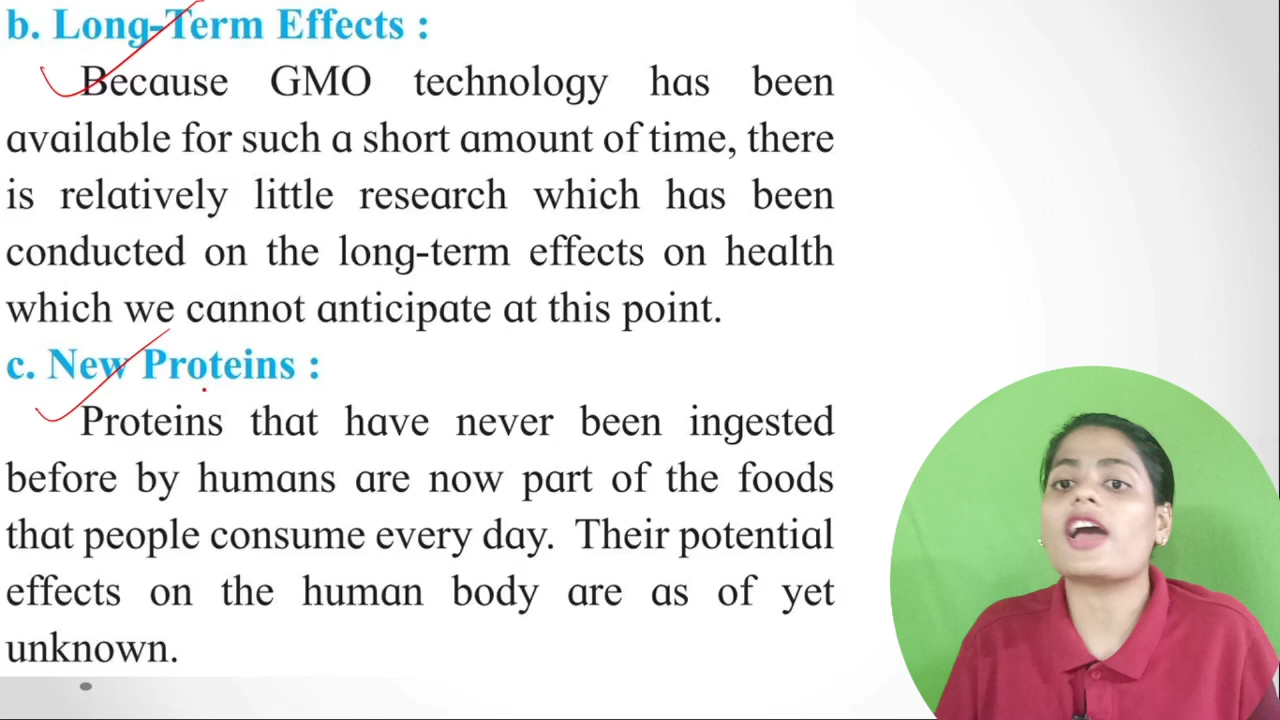 b. Long-Term Effects :
Because GMO technology has been
available for such a short amount of time, there
is relatively little research which has been
conducted on the long-term effects on health
which we cannot anticipate at this point.
c. New Proteins :
Proteins that have never been ingested
before by humans are now part of the foods
that people consume every day. Their potential
effects on the human body are as of yet
unknown.